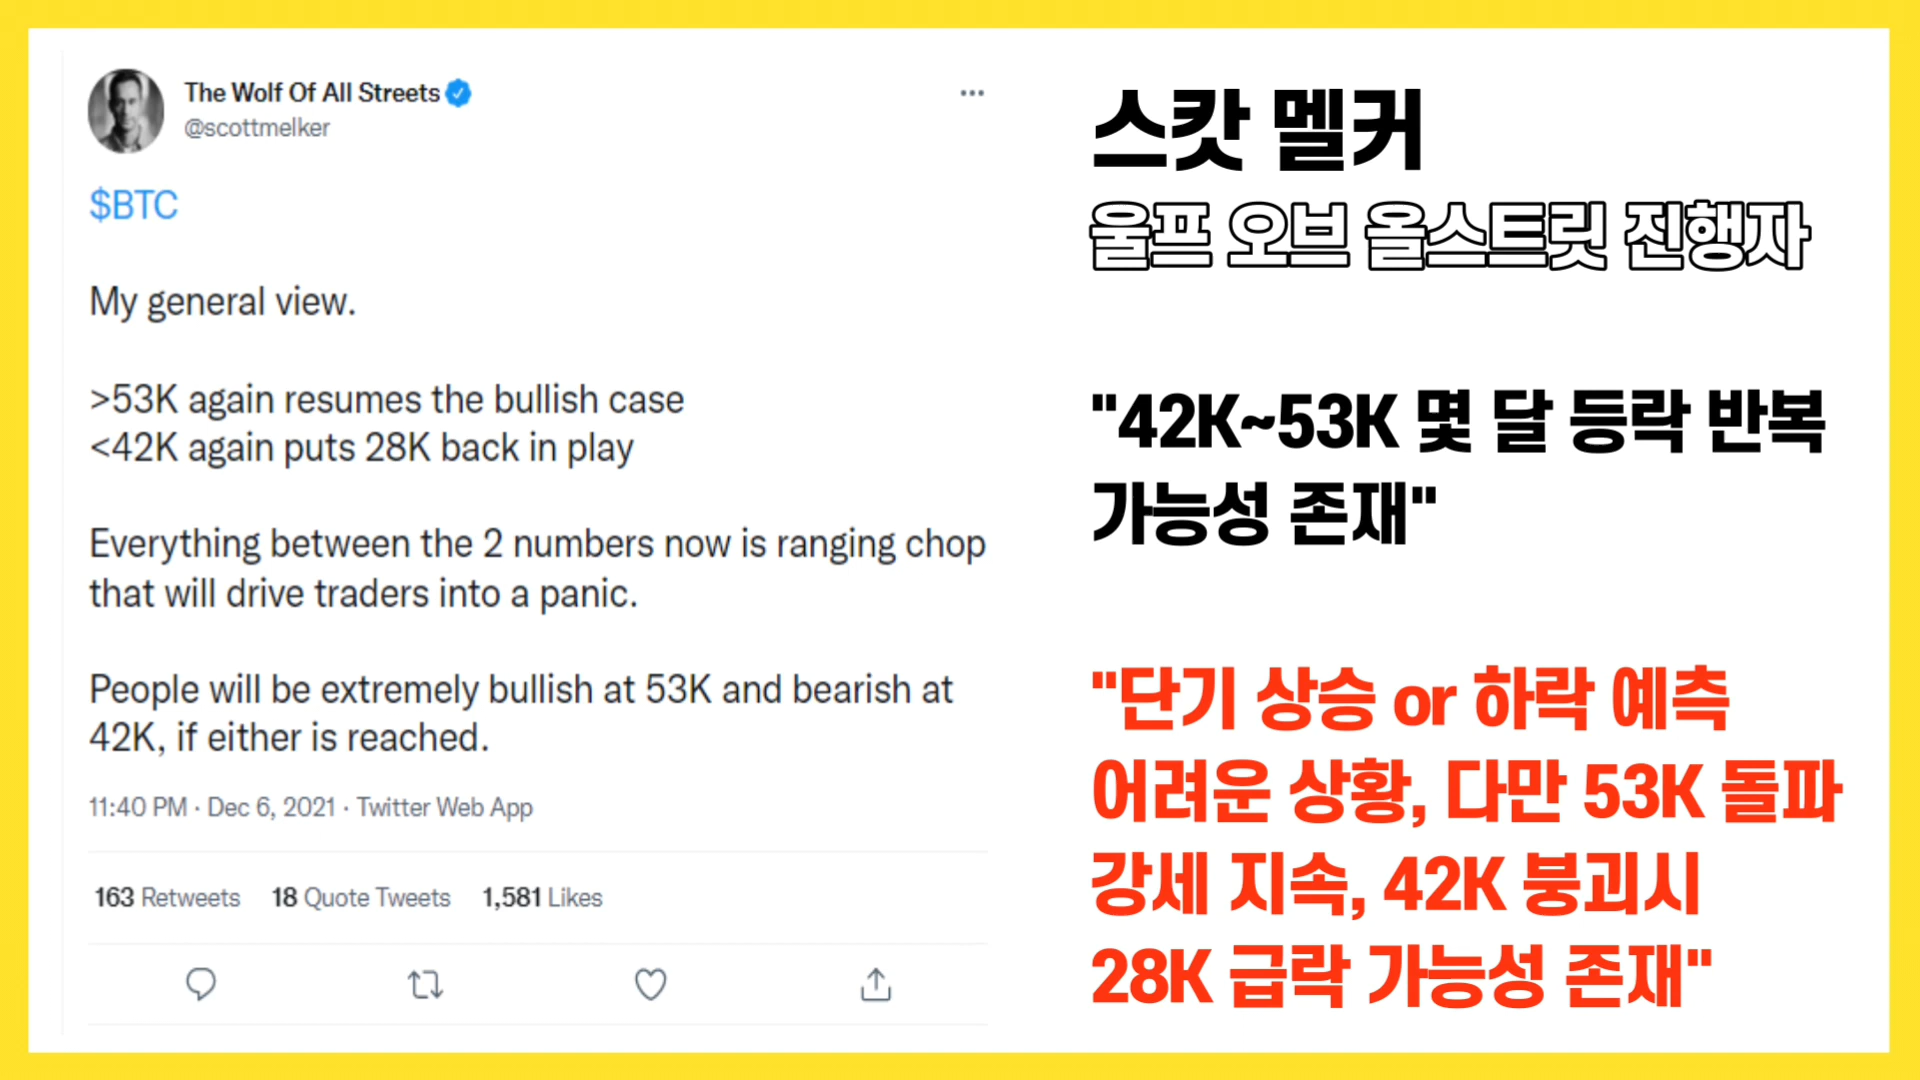 The Wolf Of All Streets
@scottmelker
$BTC
My general view.
>53K again resumes the bullish case
<42K again puts 28K back in play
Everything between the 2 numbers now is ranging chop
that will drive traders into a panic.
People will be extremely bullish at 53K and bearish at
42K, if either is reached.
11:40 PM · Dec 6, 2021 · Twitter Web App
163 Retweets 18 Quote Tweets 1,581 Likes
스캇 멜커
울프 오브 올스트릿 진행자
"42K~53K 몇 달 등락 반복
가능성 존재"
"단기 상승 or 하락 예측
어려운 상황, 다만 53K 돌파
강세 지속, 42K 붕괴시
28K 급락 가능성 존재"